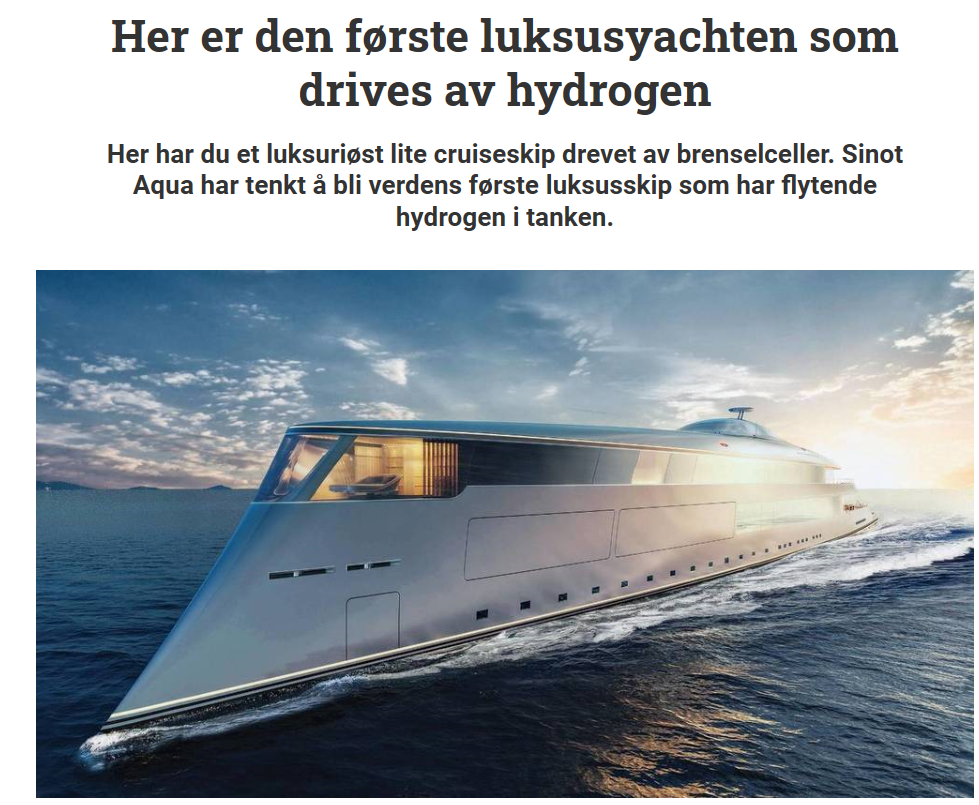 Her er den første luksusyachten som
drives av hydrogen
Her har du et luksuriøst lite cruiseskip drevet av brenselceller. Sinot
Aqua har tenkt å bli verdens første luksusskip som har flytende
hydrogen i tanken.